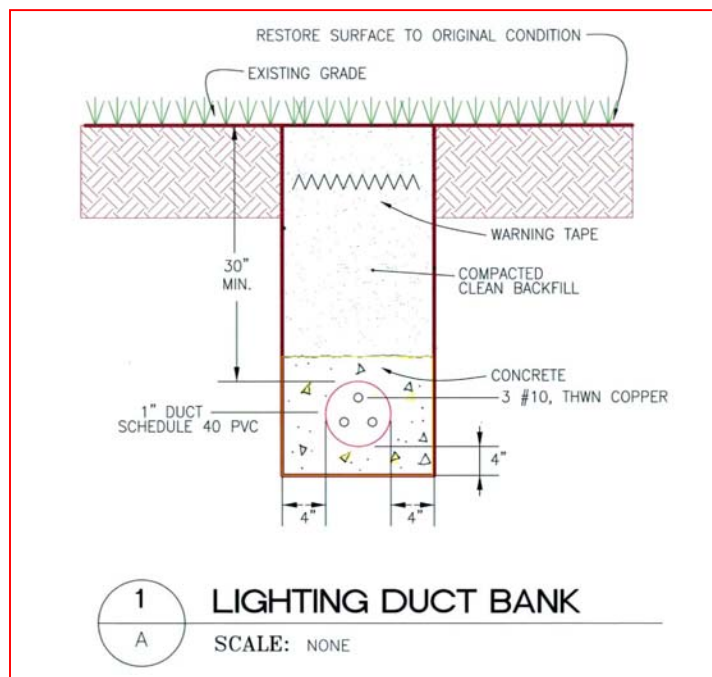 RESTORE SURFACE TO ORIGINAL CONDITION
EXISTING GRADE
WARNING TAPE
30"
MIN.
COMPACTED
CLEAN BACKFILL
CONCRETE
3 #10, THWN COPPER
1" DUCT
SCHEDULE 40 PVC
4"
4"
4"
1
A
LIGHTING DUCT BANK
SCALE: NONE